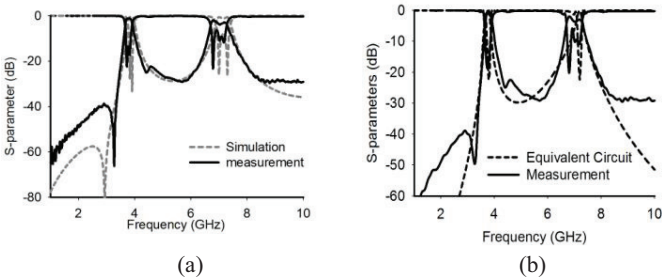 0
-20
-40
-60
-80
S-parameter (dB)
Simulation
measurement
2 4 6 8 10
Frequency (GHz)
(a)
0
-10
-20
-30
-40
-50
-60
S-parameters (dB)
Equivalent Circuit
Measurement
2 4 6 8 10
Frequency (GHz)
(b)